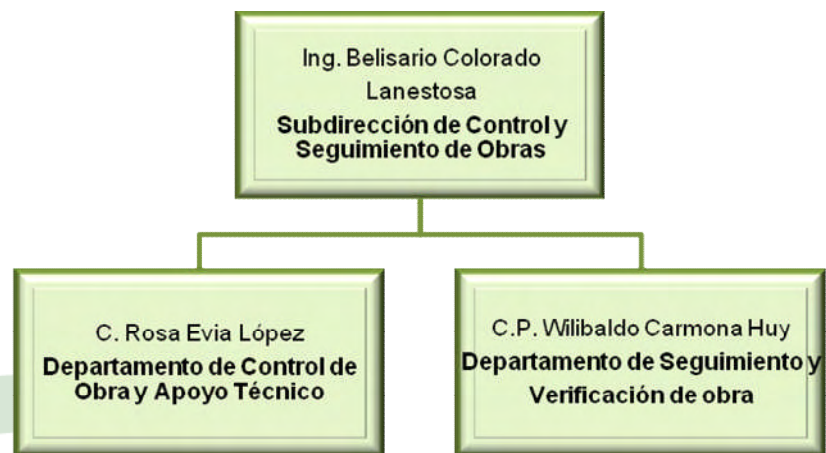 Ing. Belisario Colorado
Lanestosa
Subdirección de Control y
Seguimiento de Obras
C. Rosa Evia López
Departamento de Control de
Obra y Apoyo Técnico
C.P. Wilibaldo Carmona Huy
Departamento de Seguimiento y
Verificación de obra